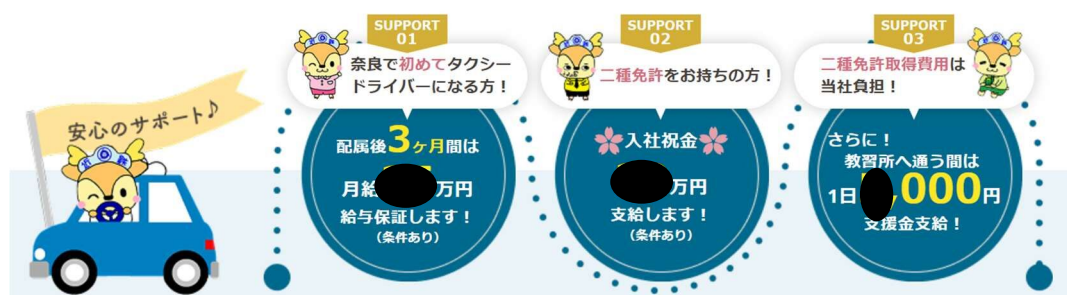 安心のサポート♪
SUPPORT
01
奈良で初めてタクシー
ドライバーになる方！
配属後3ヶ月間は
月給 万円
給与保証します！
（条件あり）
SUPPORT
02
二種免許をお持ちの方！
入社祝金
万円
支給します！
（条件あり）
SUPPORT
03
二種免許取得費用は
当社負担！
さらに！
教習所へ通う間は
1日 ,000円
支援金支給！